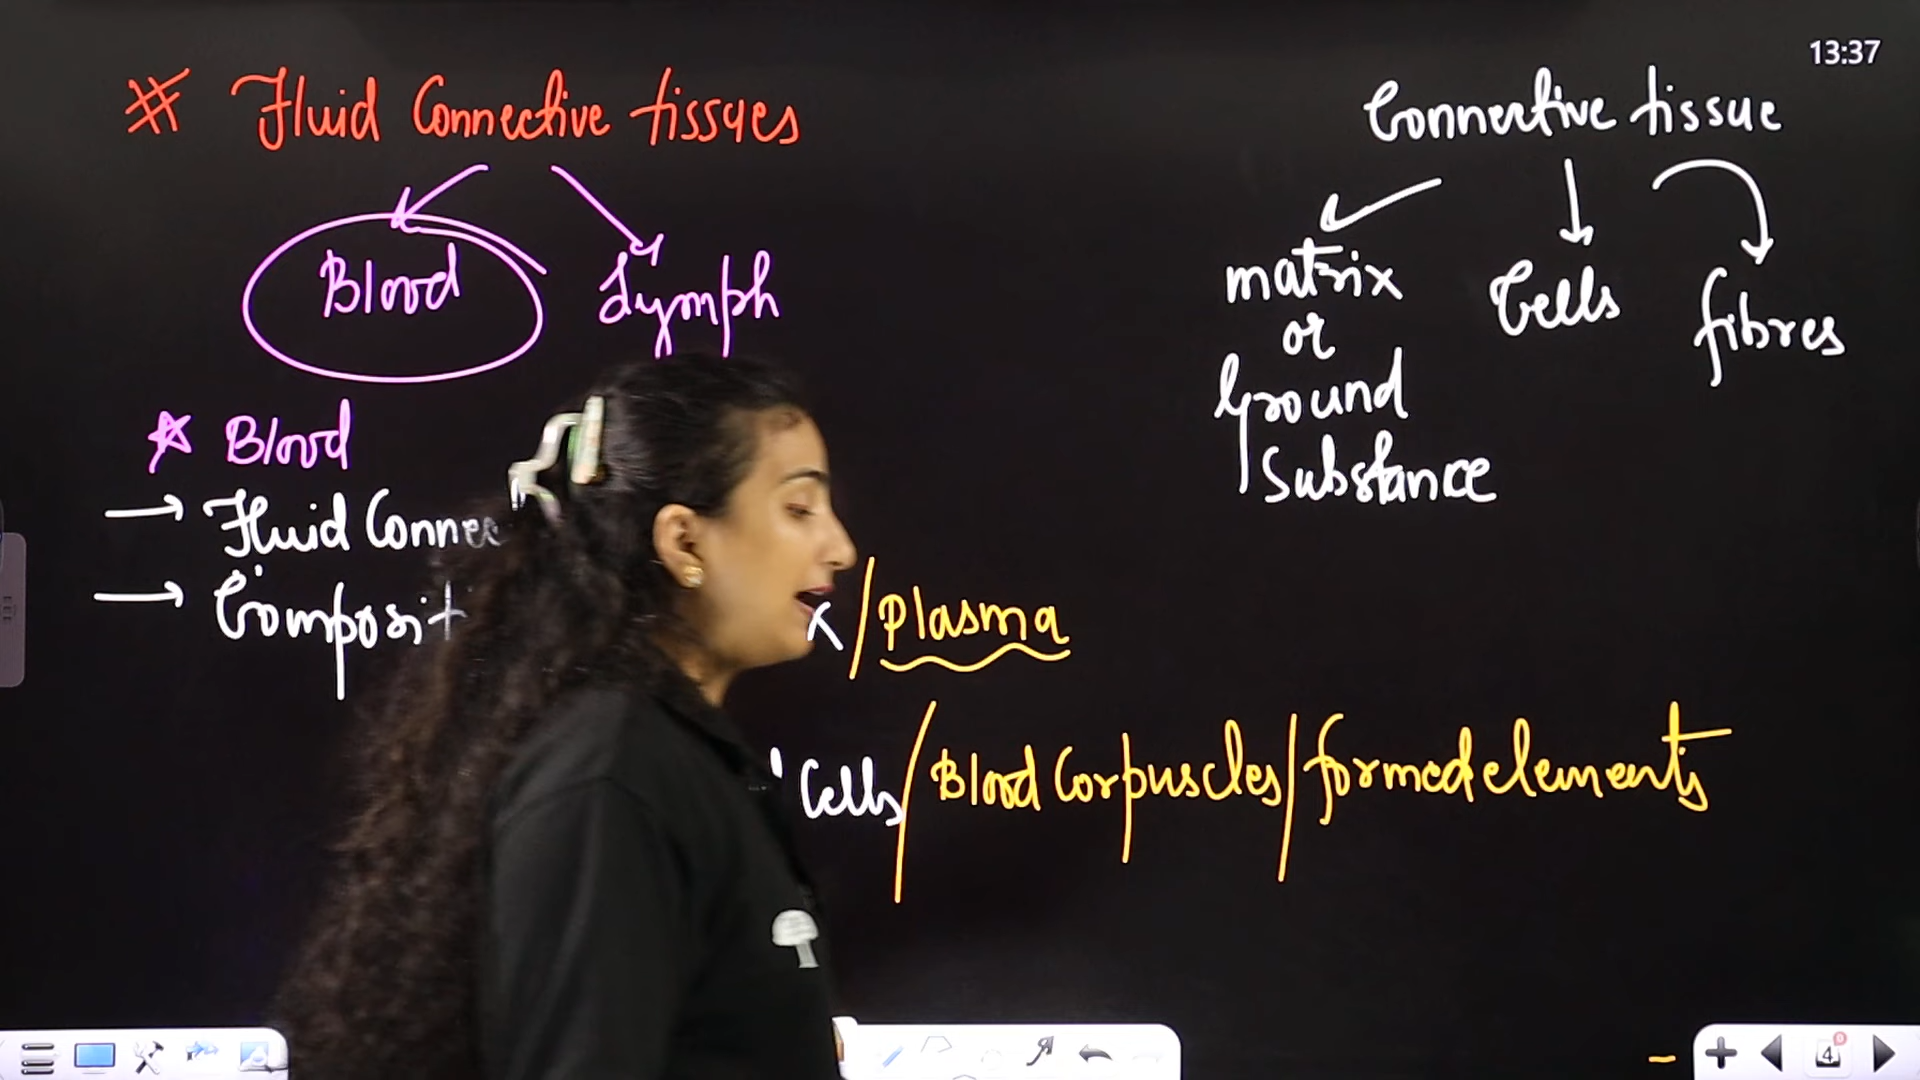 13:37
# Fluid Connective tissues
Blood
Lymph
Blood
→ Fluid Connec
→ Composit
x / Plasma
Cells / Blood Corpuscles / formed elements
Connective tissue
matrix
or
Ground
Substance
Cells
fibres
4